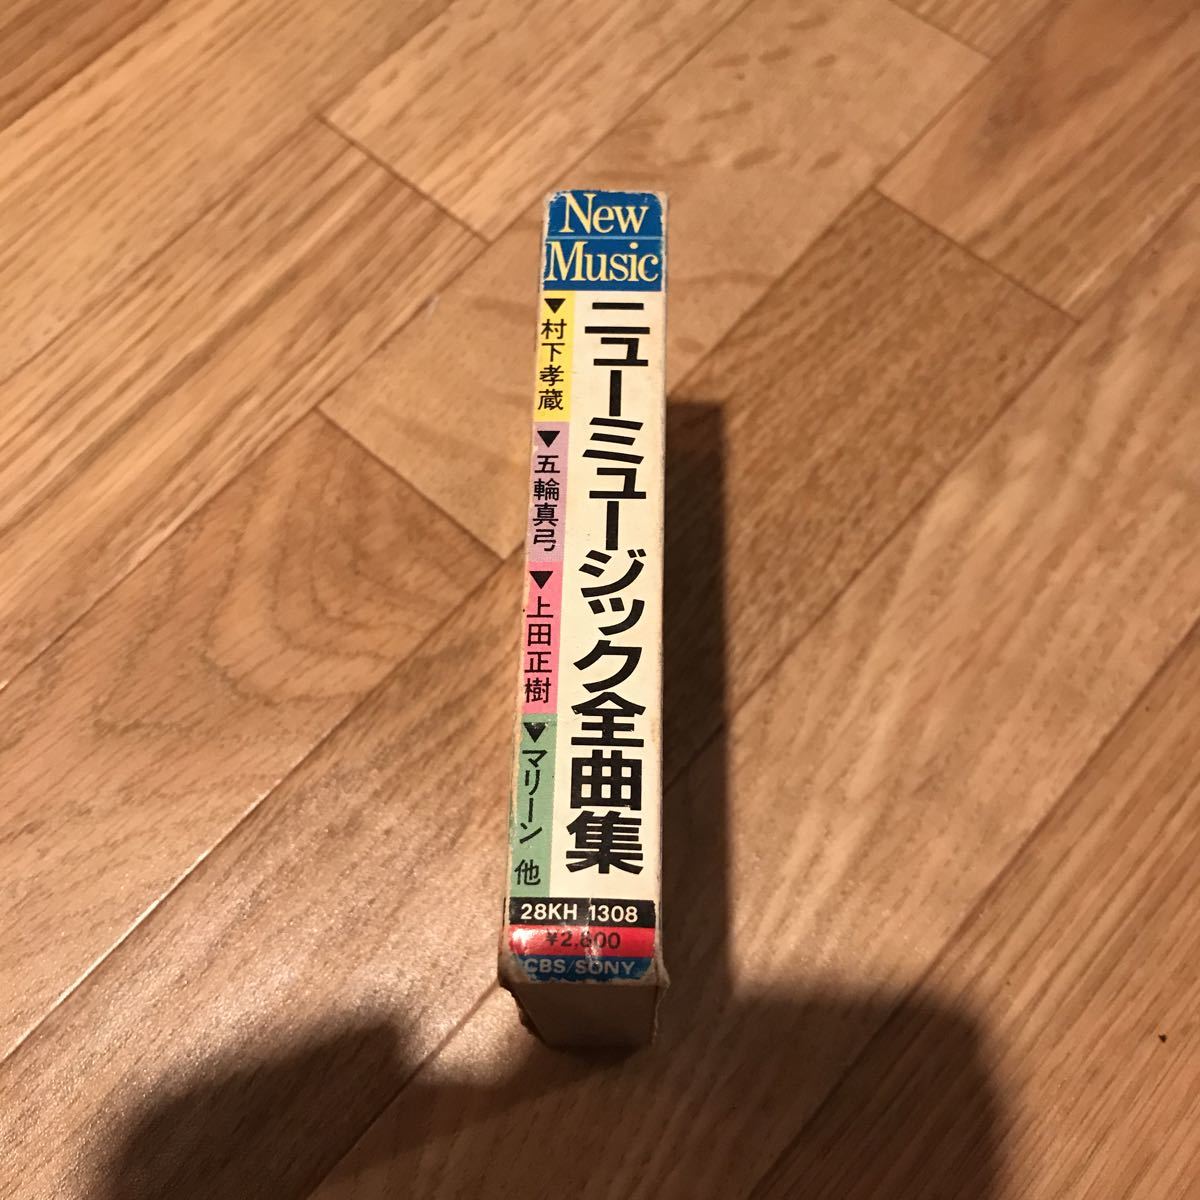 New
Music
ニューミュージック全曲集
▼村下孝蔵
▼五輪真弓
▼上田正樹
▼マリーン 他
28KH 1308
¥2,800
CBS/SONY